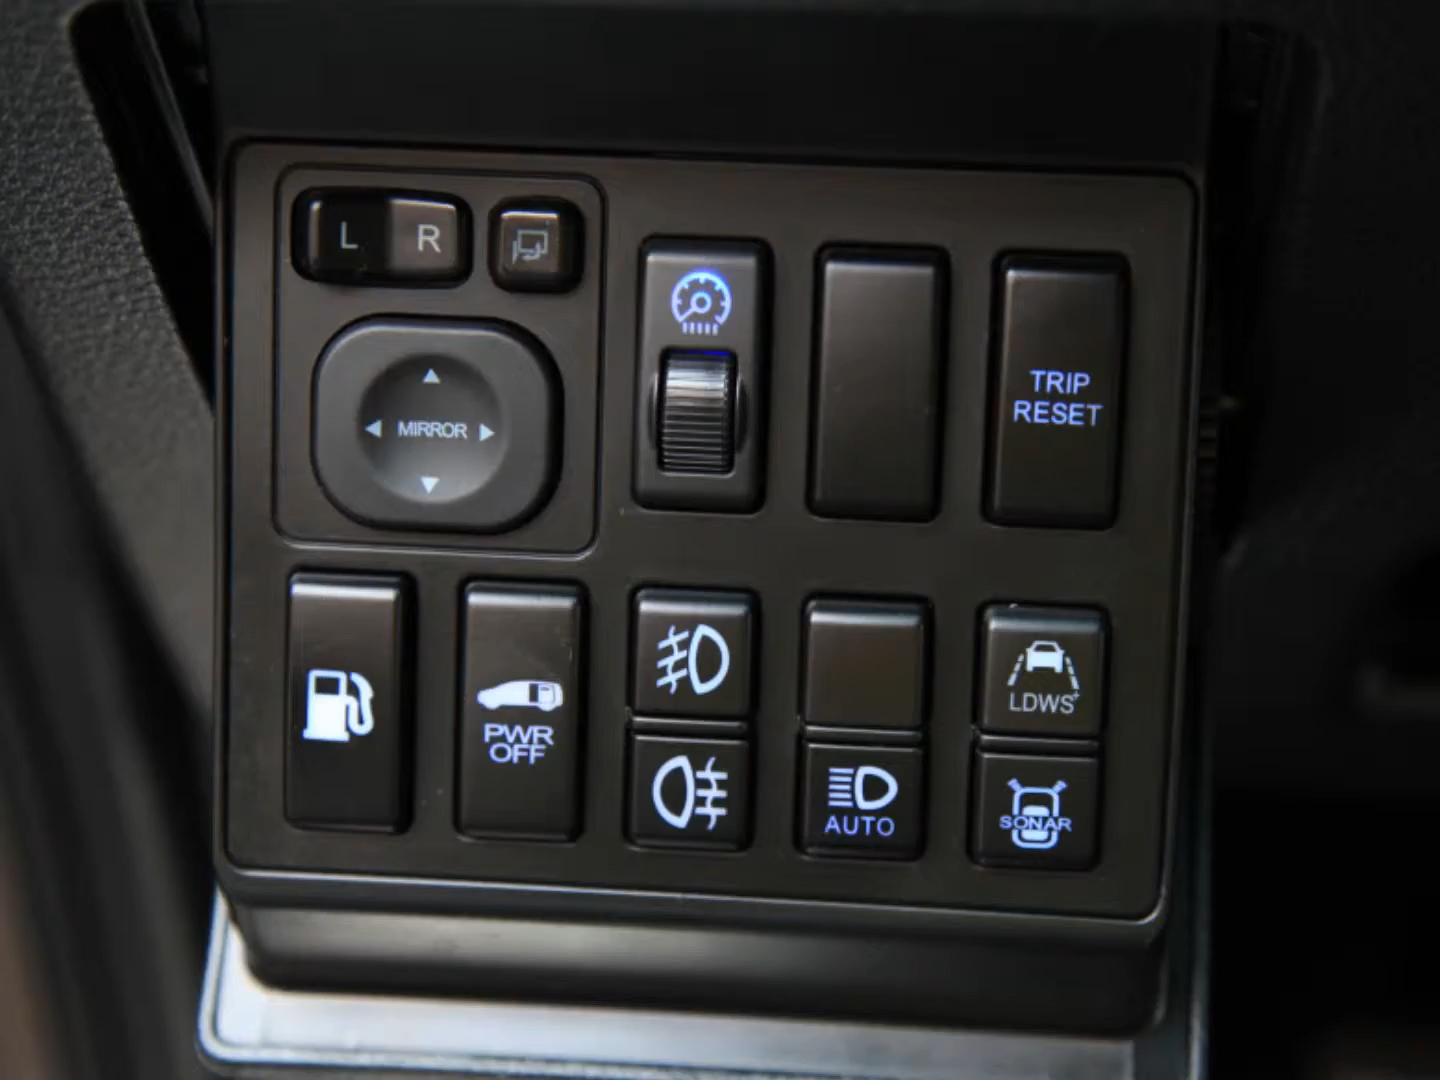 L R
MIRROR
TRIP
RESET
PWR
OFF
AUTO
LDWS+
SONAR